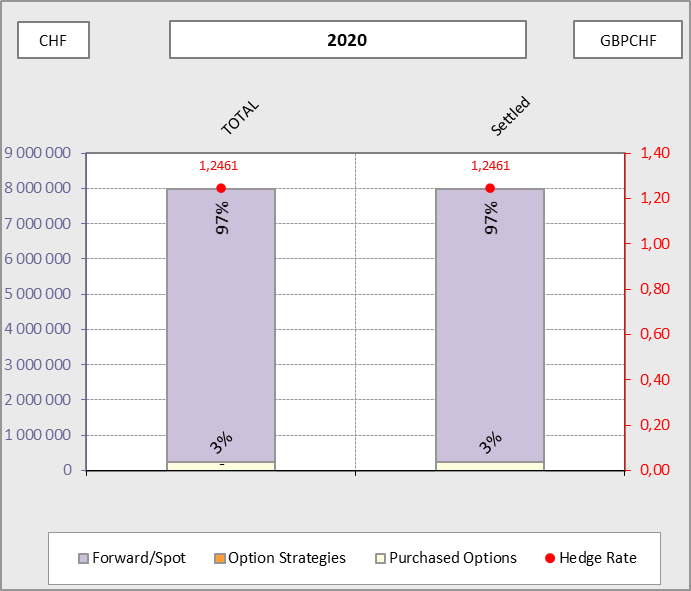 CHF
2020
GBPCHF
TOTAL
Settled
9 000 000
8 000 000
7 000 000
6 000 000
5 000 000
4 000 000
3 000 000
2 000 000
1 000 000
0
1,2461
1,2461
97%
97%
3%
3%
-
1,40
1,20
1,00
0,80
0,60
0,40
0,20
0,00
Forward/Spot
Option Strategies
Purchased Options
Hedge Rate